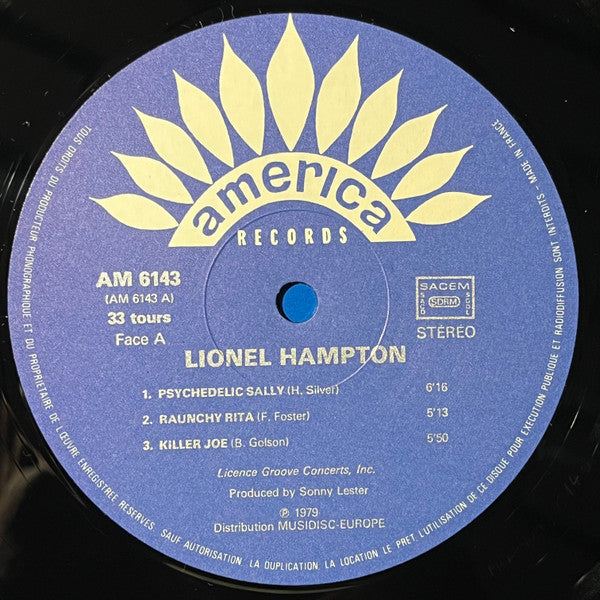 america
RECORDS
AM 6143
(AM 6143 A)
33 tours
Face A
SACEM
SACD
SDRM
SGDL
STÉREO
LIONEL HAMPTON
1. PSYCHEDELIC SALLY (H. Silver) 6'16
2. RAUNCHY RITA (F. Foster) 5'13
3. KILLER JOE (B. Golson) 5'50
Licence Groove Concerts, Inc.
Produced by Sonny Lester
℗ 1979
Distribution MUSIDISC-EUROPE
TOUS DROITS DU PRODUCTEUR PHONOGRAPHIQUE ET DU PROPRIETAIRE DE L'ŒUVRE ENREGISTREE RESERVES. SAUF AUTORISATION, LA DUPLICATION, LA LOCATION LE PRET, L'UTILISATION DE CE DISQUE POUR EXECUTION PUBLIQUE ET RADIODIFFUSION SONT INTERDITS - MADE IN FRANCE